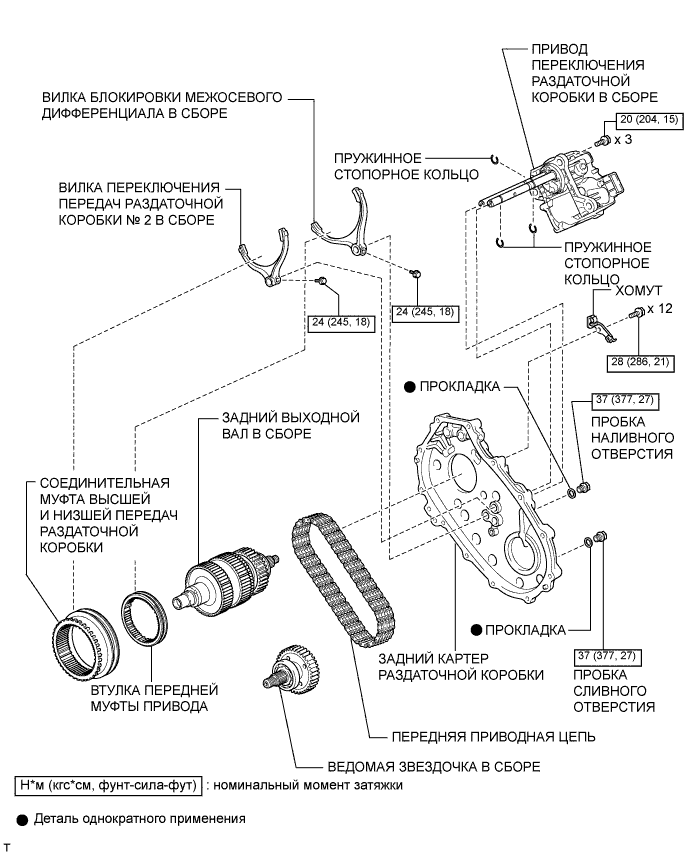 ПРИВОД
ПЕРЕКЛЮЧЕНИЯ
РАЗДАТОЧНОЙ
КОРОБКИ В СБОРЕ
ВИЛКА БЛОКИРОВКИ МЕЖОСЕВОГО
ДИФФЕРЕНЦИАЛА В СБОРЕ
20 (204, 15)
x 3
ПРУЖИННОЕ
СТОПОРНОЕ КОЛЬЦО
ВИЛКА ПЕРЕКЛЮЧЕНИЯ
ПЕРЕДАЧ РАЗДАТОЧНОЙ
КОРОБКИ № 2 В СБОРЕ
ПРУЖИННОЕ
СТОПОРНОЕ
КОЛЬЦО
ХОМУТ
x 12
24 (245, 18)
24 (245, 18)
28 (286, 21)
ПРОКЛАДКА
37 (377, 27)
ПРОБКА
НАЛИВНОГО
ОТВЕРСТИЯ
ЗАДНИЙ ВЫХОДНОЙ
ВАЛ В СБОРЕ
СОЕДИНИТЕЛЬНАЯ
МУФТА ВЫСШЕЙ
И НИЗШЕЙ ПЕРЕДАЧ
РАЗДАТОЧНОЙ
КОРОБКИ
ПРОКЛАДКА
37 (377, 27)
ПРОБКА
СЛИВНОГО
ОТВЕРСТИЯ
ЗАДНИЙ КАРТЕР
РАЗДАТОЧНОЙ КОРОБКИ
ВТУЛКА ПЕРЕДНЕЙ
МУФТЫ ПРИВОДА
ПЕРЕДНЯЯ ПРИВОДНАЯ ЦЕПЬ
ВЕДОМАЯ ЗВЕЗДОЧКА В СБОРЕ
Н*м (кгс*см, фунт-сила-фут) : номинальный момент затяжки
Деталь однократного применения
T